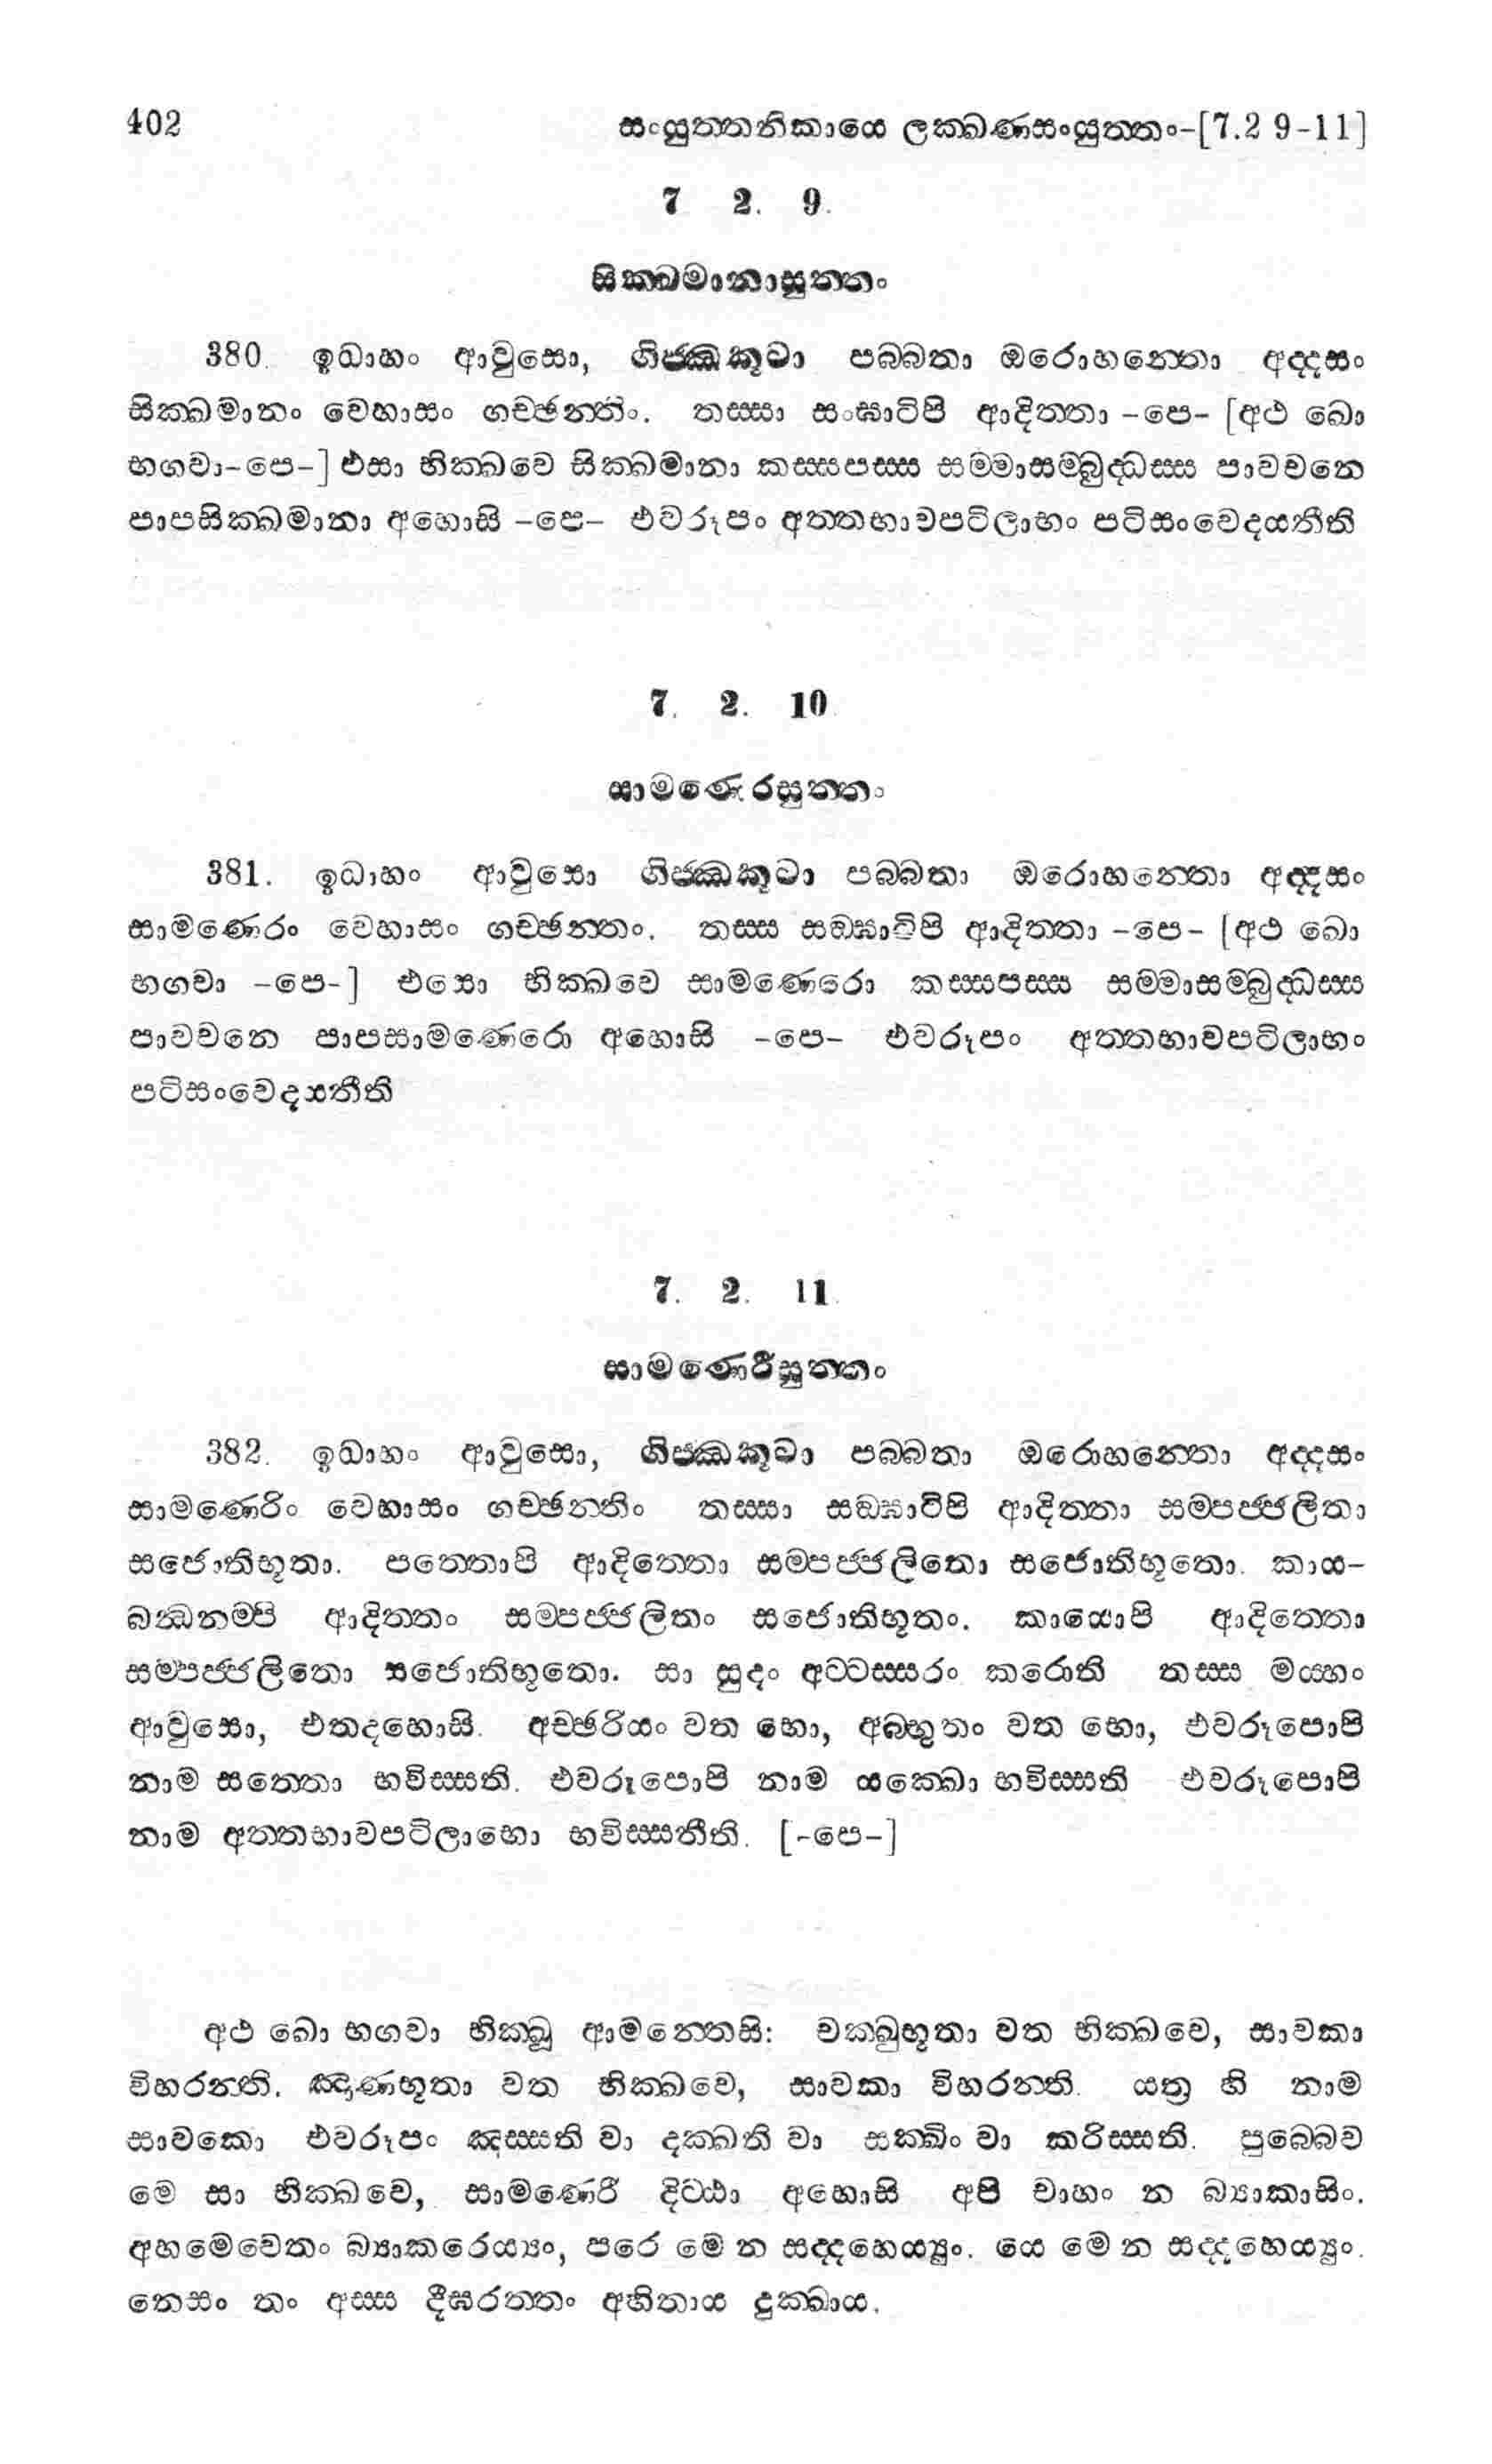 402 සංයුත්තනිකායෙ ලක්ඛණසංයුත්තං-[7.2 9-11]
7 2. 9.
සික්ඛමානාසුත්තං
380. ඉධාහං ආවුසො, ගිජ්ඣකූටා පබ්බතා ඔරොහන්තො අද්දසං
සික්ඛමානං වෙහාසං ගච්ඡන්තිං. තස්සා සංඝාටිපි ආදිත්තා -පෙ- [අථ ඛො
භගවා-පෙ-] එසා භික්ඛවෙ සික්ඛමානා කස්සපස්ස සම්මාසම්බුද්ධස්ස පාවචනෙ
පාපසික්ඛමානා අහොසි -පෙ- එවරූපං අත්තභාවපටිලාභං පටිසංවෙදයතීති
7. 2. 10
සාමණෙරසුත්තං
381. ඉධාහං ආවුසො ගිජ්ඣකූටා පබ්බතා ඔරොහන්තො අද්දසං
සාමණෙරං වෙහාසං ගච්ඡන්තං. තස්ස සඞ්ඝාටිපි ආදිත්තා -පෙ- [අථ ඛො
භගවා -පෙ-] එසො භික්ඛවෙ සාමණෙරො කස්සපස්ස සම්මාසම්බුද්ධස්ස
පාවචනෙ පාපසාමණෙරො අහොසි -පෙ- එවරූපං අත්තභාවපටිලාභං
පටිසංවෙදයතීති
7. 2. 11
සාමණෙරීසුත්තං
382. ඉධාහං ආවුසො, ගිජ්ඣකූටා පබ්බතා ඔරොහන්තො අද්දසං
සාමණෙරිං වෙහාසං ගච්ඡන්තිං තස්සා සඞ්ඝාටිපි ආදිත්තා සම්පජ්ජලිතා
සජොතිභූතා. පත්තොපි ආදිත්තො සම්පජ්ජලිතො සජොතිභූතො. කාය-
බන්ධනම්පි ආදිත්තං සම්පජ්ජලිතං සජොතිභූතං. කායොපි ආදිත්තො
සම්පජ්ජලිතො සජොතිභූතො. සා සුදං අට්ටස්සරං කරොති තස්ස මය්හං
ආවුසො, එතදහොසි. අච්ඡරියං වත භො, අබ්භුතං වත භො, එවරූපොපි
නාම සත්තො භවිස්සති. එවරූපොපි නාම යක්ඛො භවිස්සති එවරූපොපි
නාම අත්තභාවපටිලාභො භවිස්සතීති. [-පෙ-]
අථ ඛො භගවා භික්ඛූ ආමන්තෙසි: චක්ඛුභූතා වත භික්ඛවෙ, සාවකා
විහරන්ති. ඤාණභූතා වත භික්ඛවෙ, සාවකා විහරන්ති. යත්‍ර හි නාම
සාවකො එවරූපං ඤස්සති වා දක්ඛති වා සක්ඛිං වා කරිස්සති. පුබ්බෙව
මෙ සා භික්ඛවෙ, සාමණෙරී දිට්ඨා අහොසි අපි චාහං න බ්‍යාකාසිං.
අහමෙවෙතං බ්‍යාකරෙය්‍යං, පරෙ මෙ න සද්දහෙය්‍යුං. යෙ මෙ න සද්දහෙය්‍යුං.
තෙසං තං අස්ස දීඝරත්තං අහිතාය දුක්ඛාය.